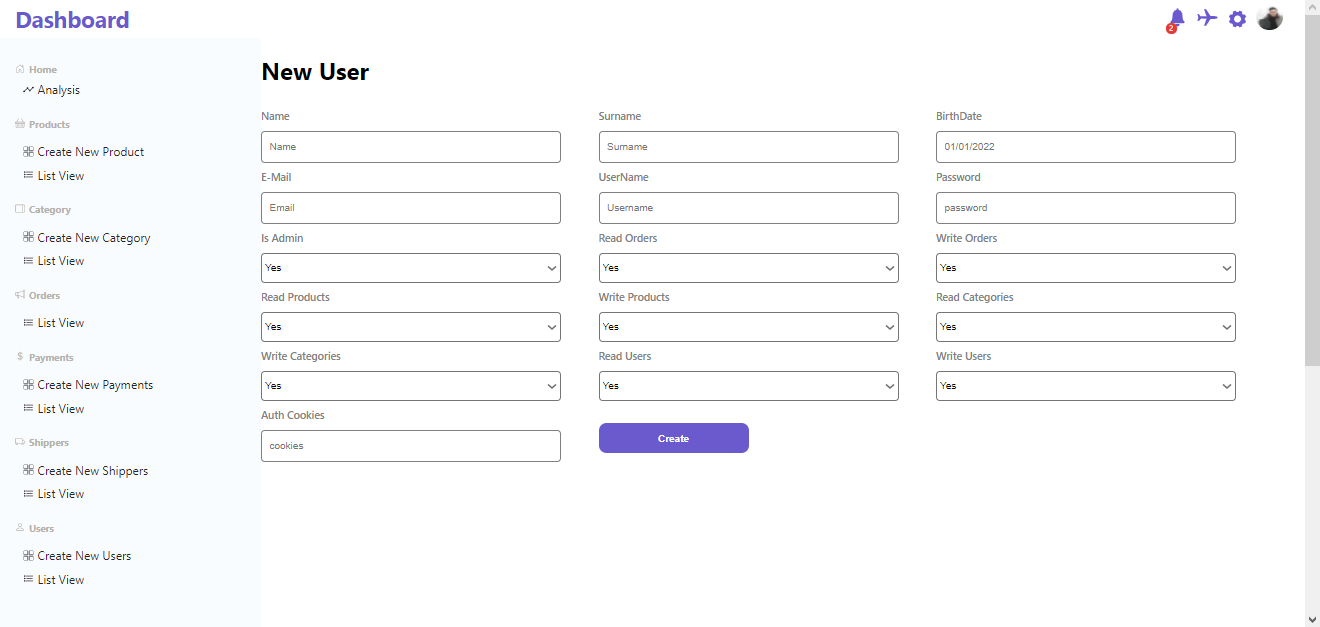 Dashboard
2
Home
Analysis
Products
Create New Product
List View
Category
Create New Category
List View
Orders
List View
Payments
Create New Payments
List View
Shippers
Create New Shippers
List View
Users
Create New Users
List View
New User
Name Surname BirthDate
Name Surname 01/01/2022
E-Mail UserName Password
Email Username password
Is Admin Read Orders Write Orders
Yes Yes Yes
Read Products Write Products Read Categories
Yes Yes Yes
Write Categories Read Users Write Users
Yes Yes Yes
Auth Cookies
cookies Create